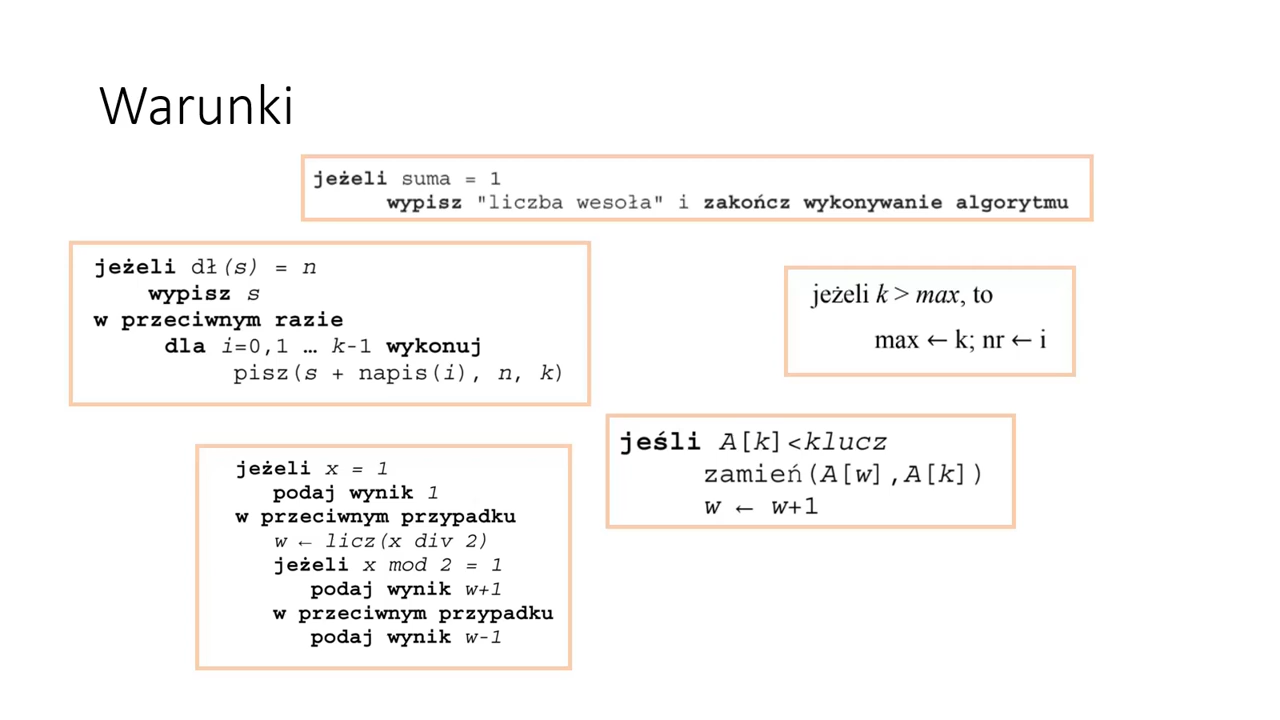 Warunki
jeżeli suma = 1
wypisz "liczba wesoła" i zakończ wykonywanie algorytmu
jeżeli dł(s) = n
wypisz s
w przeciwnym razie
dla i=0,1 … k-1 wykonuj
pisz(s + napis(i), n, k)
jeżeli k > max, to
max ← k; nr ← i
jeśli A[k]<klucz
zamień(A[w],A[k])
w ← w+1
jeżeli x = 1
podaj wynik 1
w przeciwnym przypadku
w ← licz(x div 2)
jeżeli x mod 2 = 1
podaj wynik w+1
w przeciwnym przypadku
podaj wynik w-1